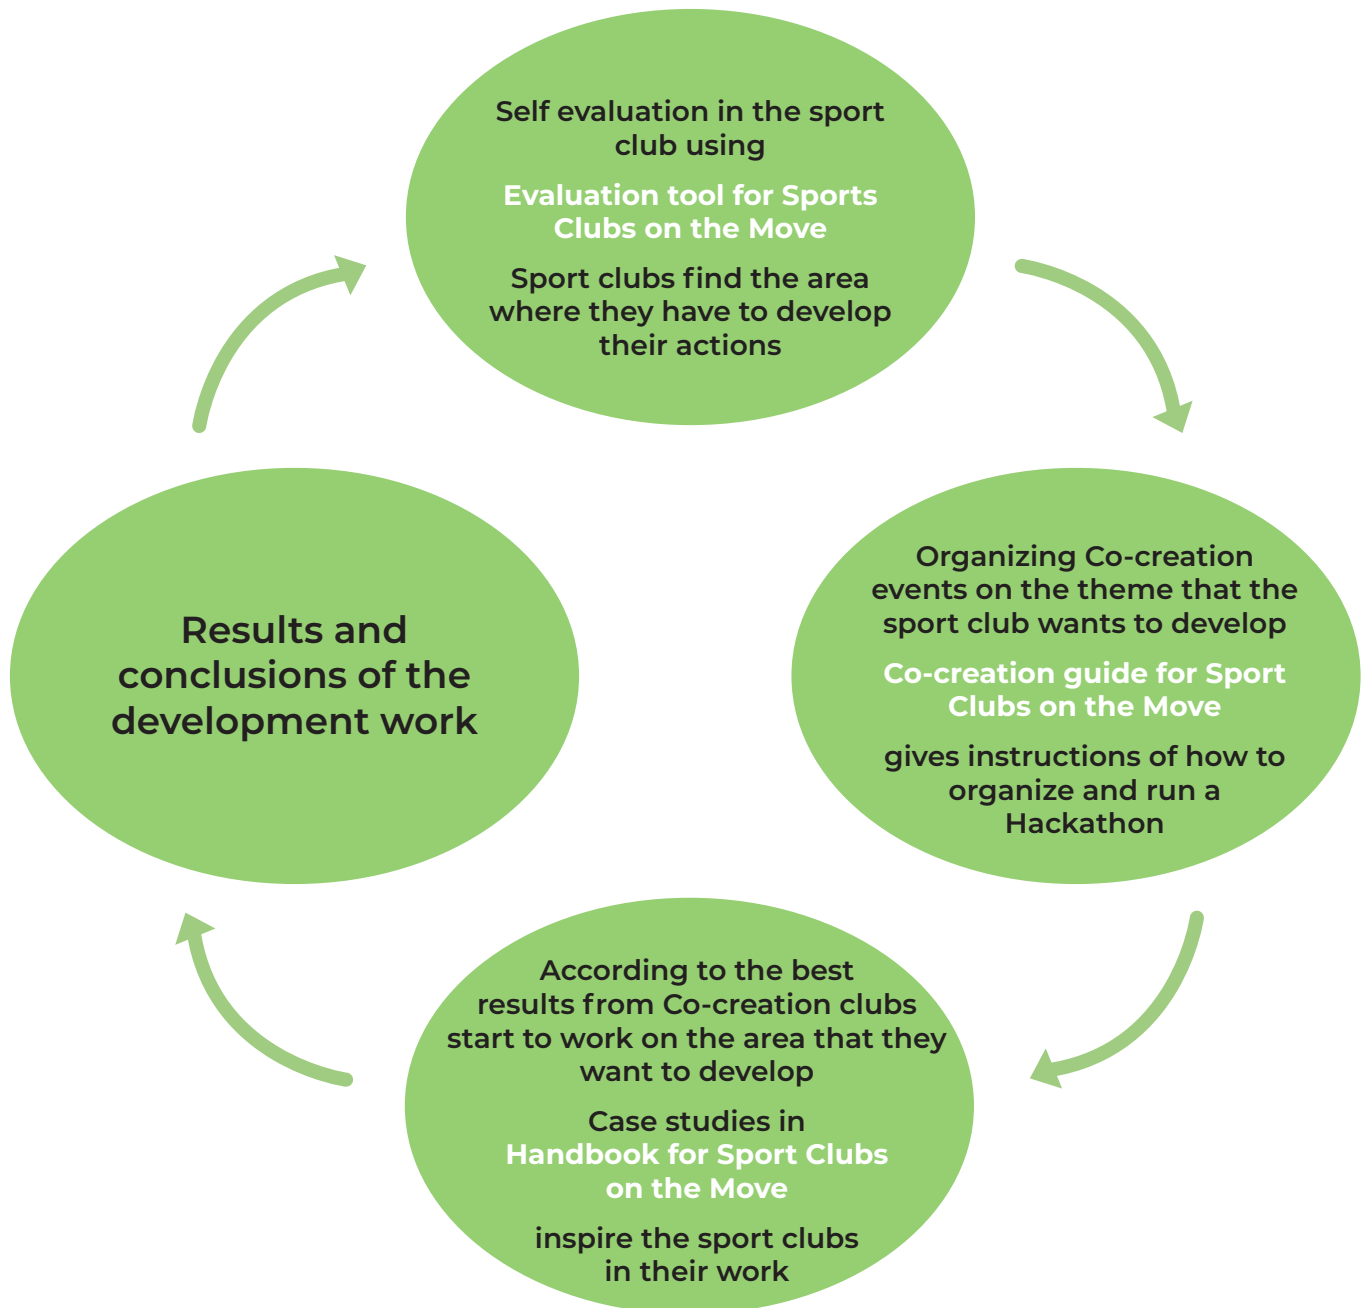 Self evaluation in the sport
club using
Evaluation tool for Sports
Clubs on the Move
Sport clubs find the area
where they have to develop
their actions
Organizing Co-creation
events on the theme that the
sport club wants to develop
Co-creation guide for Sport
Clubs on the Move
gives instructions of how to
organize and run a
Hackathon
According to the best
results from Co-creation clubs
start to work on the area that they
want to develop
Case studies in
Handbook for Sport Clubs
on the Move
inspire the sport clubs
in their work
Results and
conclusions of the
development work